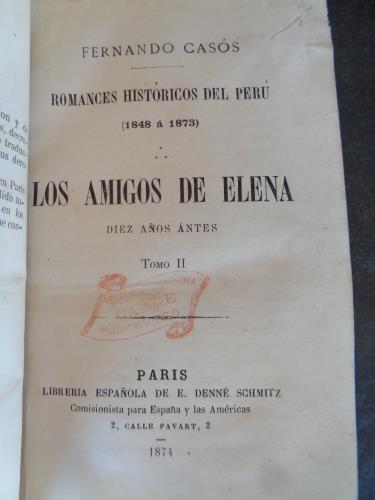 FERNANDO CASÓS
ROMANCES HISTÓRICOS DEL PERÚ
(1848 á 1873)
LOS AMIGOS DE ELENA
DIEZ AÑOS ÁNTES
TOMO II
MONTEVIDEO
PARIS
LIBRERIA ESPAÑOLA DE E. DENNÉ SCHMITZ
Comisionista para España y las Américas
2, CALLE FAVART, 2
1874